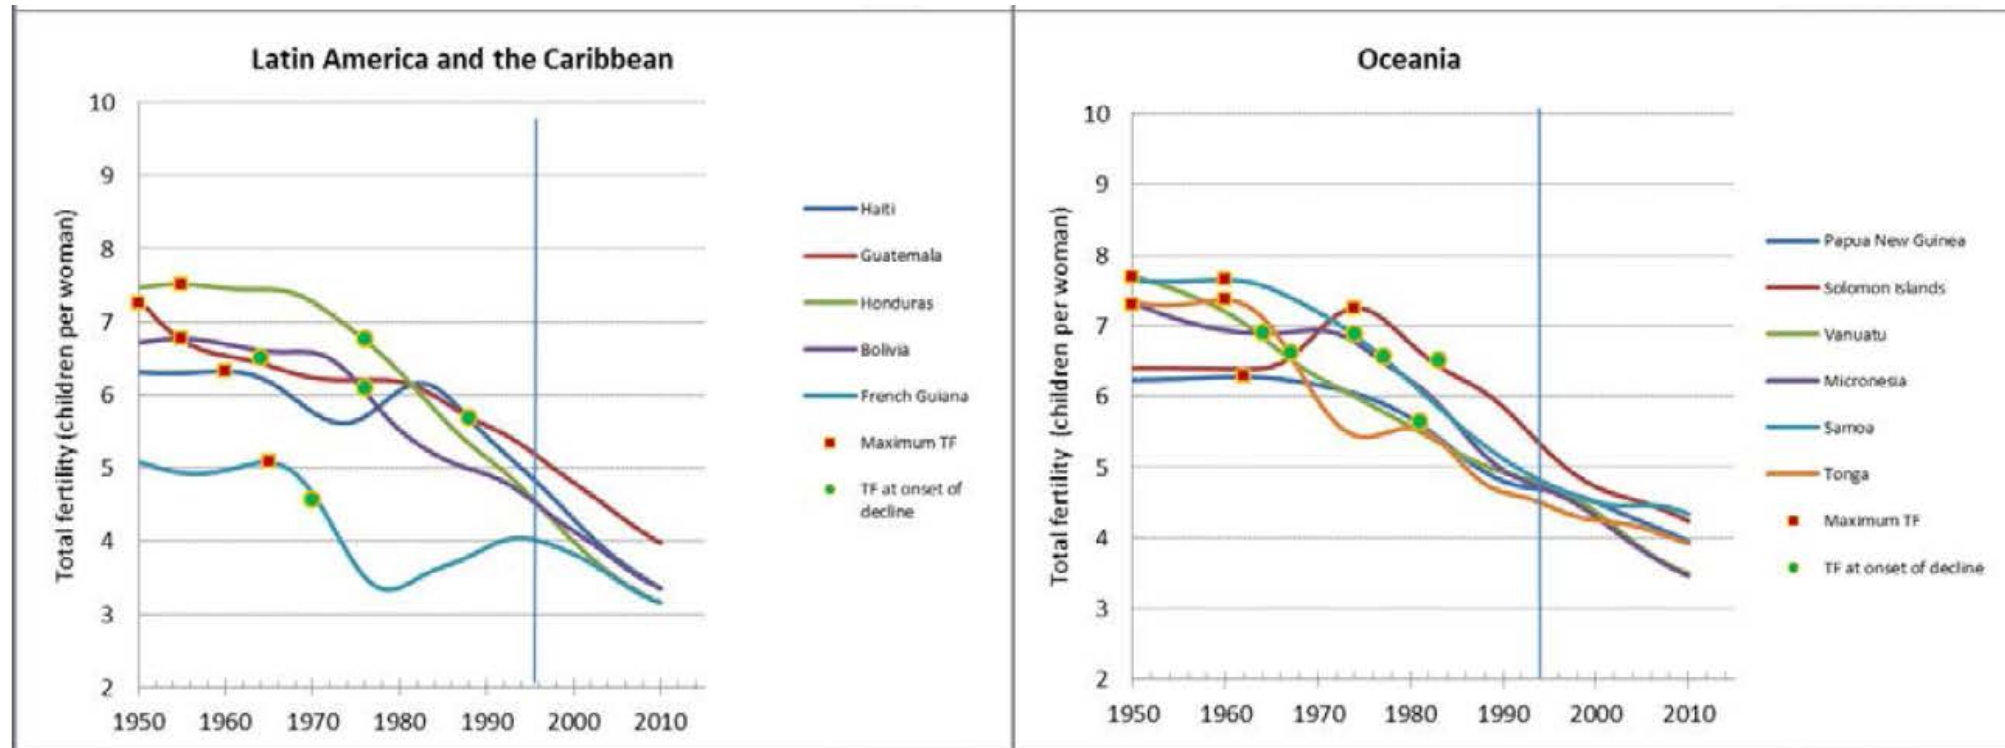 Latin America and the Caribbean
Total fertility (children per woman)
10
9
8
7
6
5
4
3
2
1950 1960 1970 1980 1990 2000 2010
Haiti
Guatemala
Honduras
Bolivia
French Guiana
Maximum TF
TF at onset of
decline
Oceania
Total fertility (children per woman)
10
9
8
7
6
5
4
3
2
1950 1960 1970 1980 1990 2000 2010
Papua New Guinea
Solomon Islands
Vanuatu
Micronesia
Samoa
Tonga
Maximum TF
TF at onset of decline